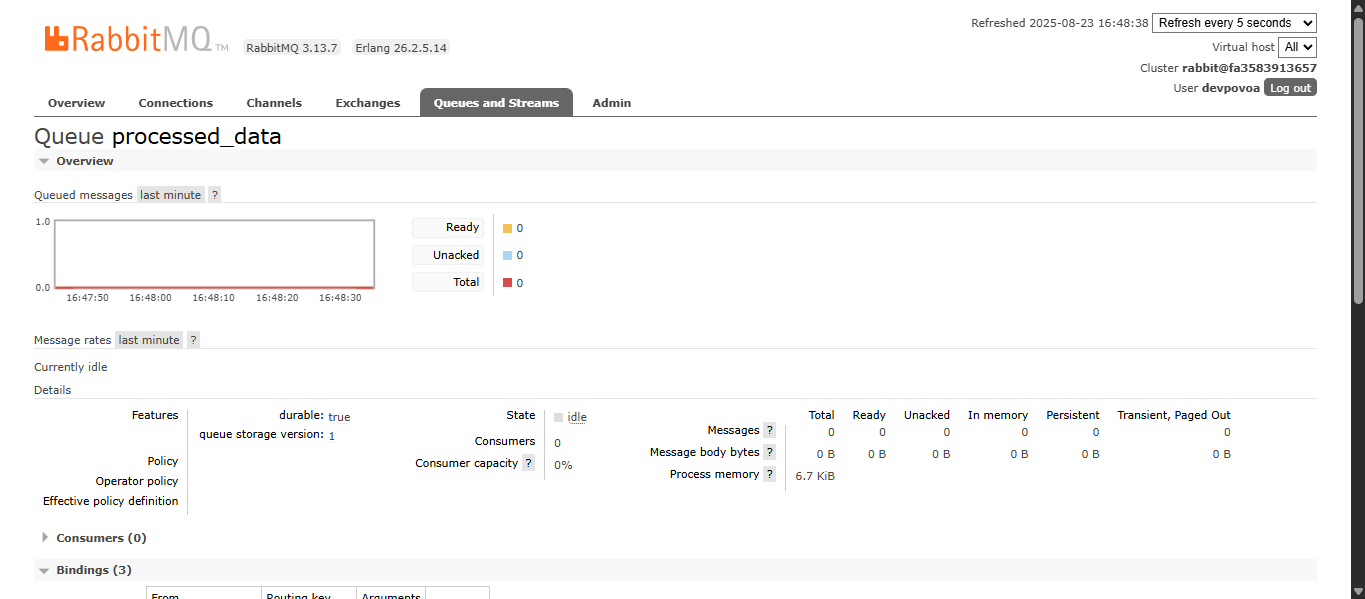 Refreshed 2025-08-23 16:48:38 Refresh every 5 seconds
RabbitMQ TM RabbitMQ 3.13.7 Erlang 26.2.5.14
Virtual host All
Cluster rabbit@fa3583913657
User devpovoa Log out
Overview Connections Channels Exchanges Queues and Streams Admin
Queue processed_data
Overview
Queued messages last minute ?
1.0
0.0
16:47:50 16:48:00 16:48:10 16:48:20 16:48:30
Ready 0
Unacked 0
Total 0
Message rates last minute ?
Currently idle
Details
Features durable: true
queue storage version: 1
Policy
Operator policy
Effective policy definition
State idle
Consumers 0
Consumer capacity ? 0%
Total Ready Unacked In memory Persistent Transient, Paged Out
Messages ? 0 0 0 0 0 0
Message body bytes ? 0 B 0 B 0 B 0 B 0 B 0 B
Process memory ? 6.7 KiB
Consumers (0)
Bindings (3)
From Routing key Arguments